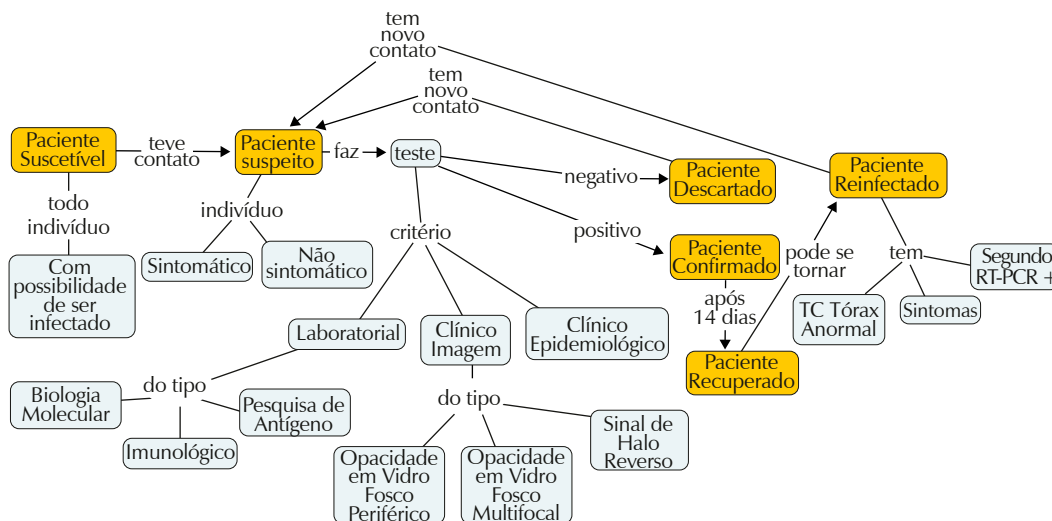 tem
novo
contato
tem
novo
contato
Paciente
Suscetível
teve
contato
Paciente
suspeito
faz
teste
negativo
Paciente
Descartado
Paciente
Reinfectado
todo
indivíduo
indivíduo
critério
positivo
Paciente
Confirmado
pode se
tornar
tem
Segundo
RT-PCR +
Com
possibilidade
de ser
infectado
Sintomático
Não
sintomático
após
14 dias
TC Tórax
Anormal
Sintomas
Laboratorial
Clínico
Imagem
Clínico
Epidemiológico
Paciente
Recuperado
do tipo
Biologia
Molecular
Imunológico
Pesquisa de
Antígeno
do tipo
Opacidade
em Vidro
Fosco
Periférico
Opacidade
em Vidro
Fosco
Multifocal
Sinal de
Halo
Reverso